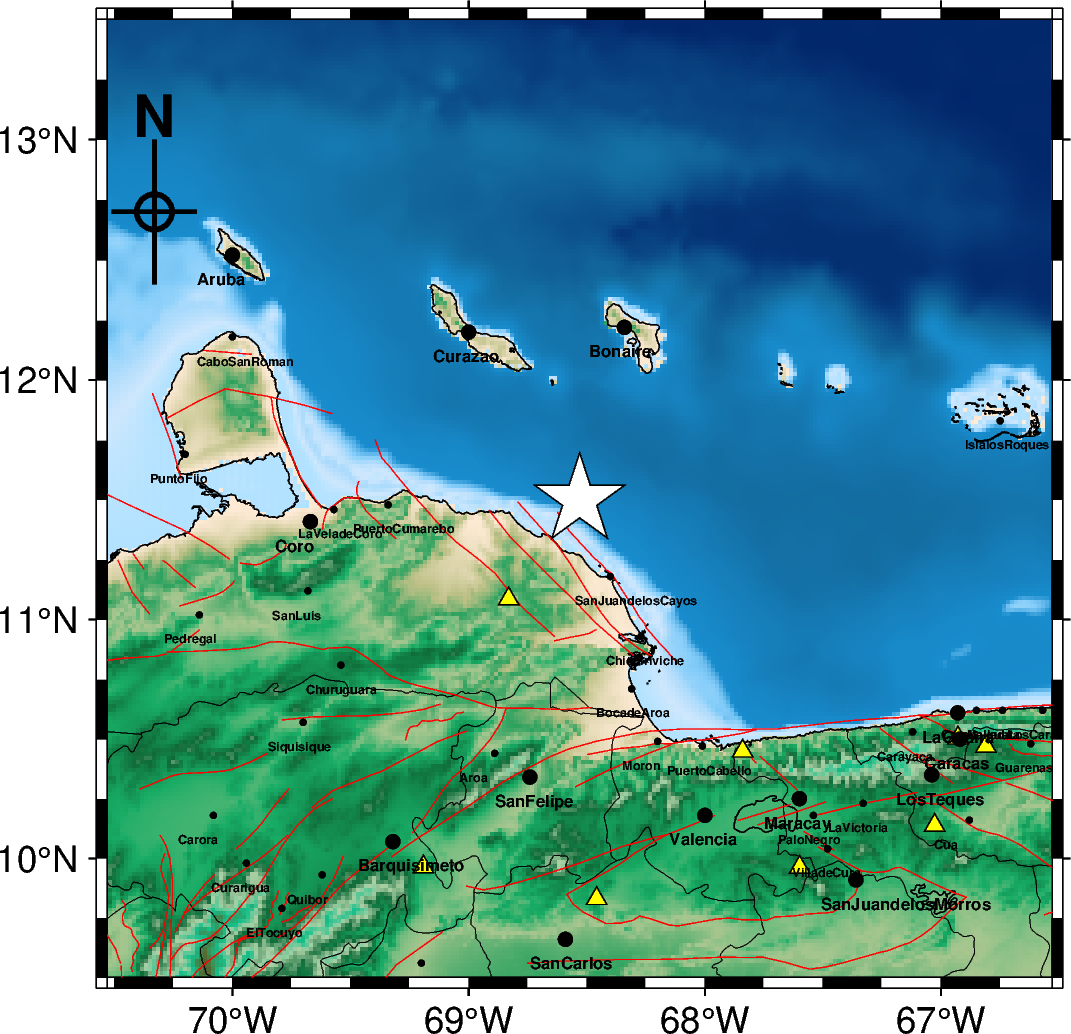 N
13°N
Aruba
Curazao
Bonaire
12°N
CaboSanRoman
IslalosRoques
PuntoFijo
PuertoCumarebo
LaVeladeCoro
Coro
11°N
SanJuandelosCayos
SanLuis
Pedregal
Chichiriviche
Churuguara
BocadeAroa
Siquisique
LaGuaira
Carayaca
Caracas
Moron
PuertoCabello
Guarenas
Aroa
SanFelipe
LosTeques
Maracay
LaVictoria
Carora
Valencia
PaloNegro
Cua
10°N
Barquisimeto
VilladeCura
Curarigua
Quibor
SanJuandelosMorros
ElTocuyo
SanCarlos
70°W
69°W
68°W
67°W